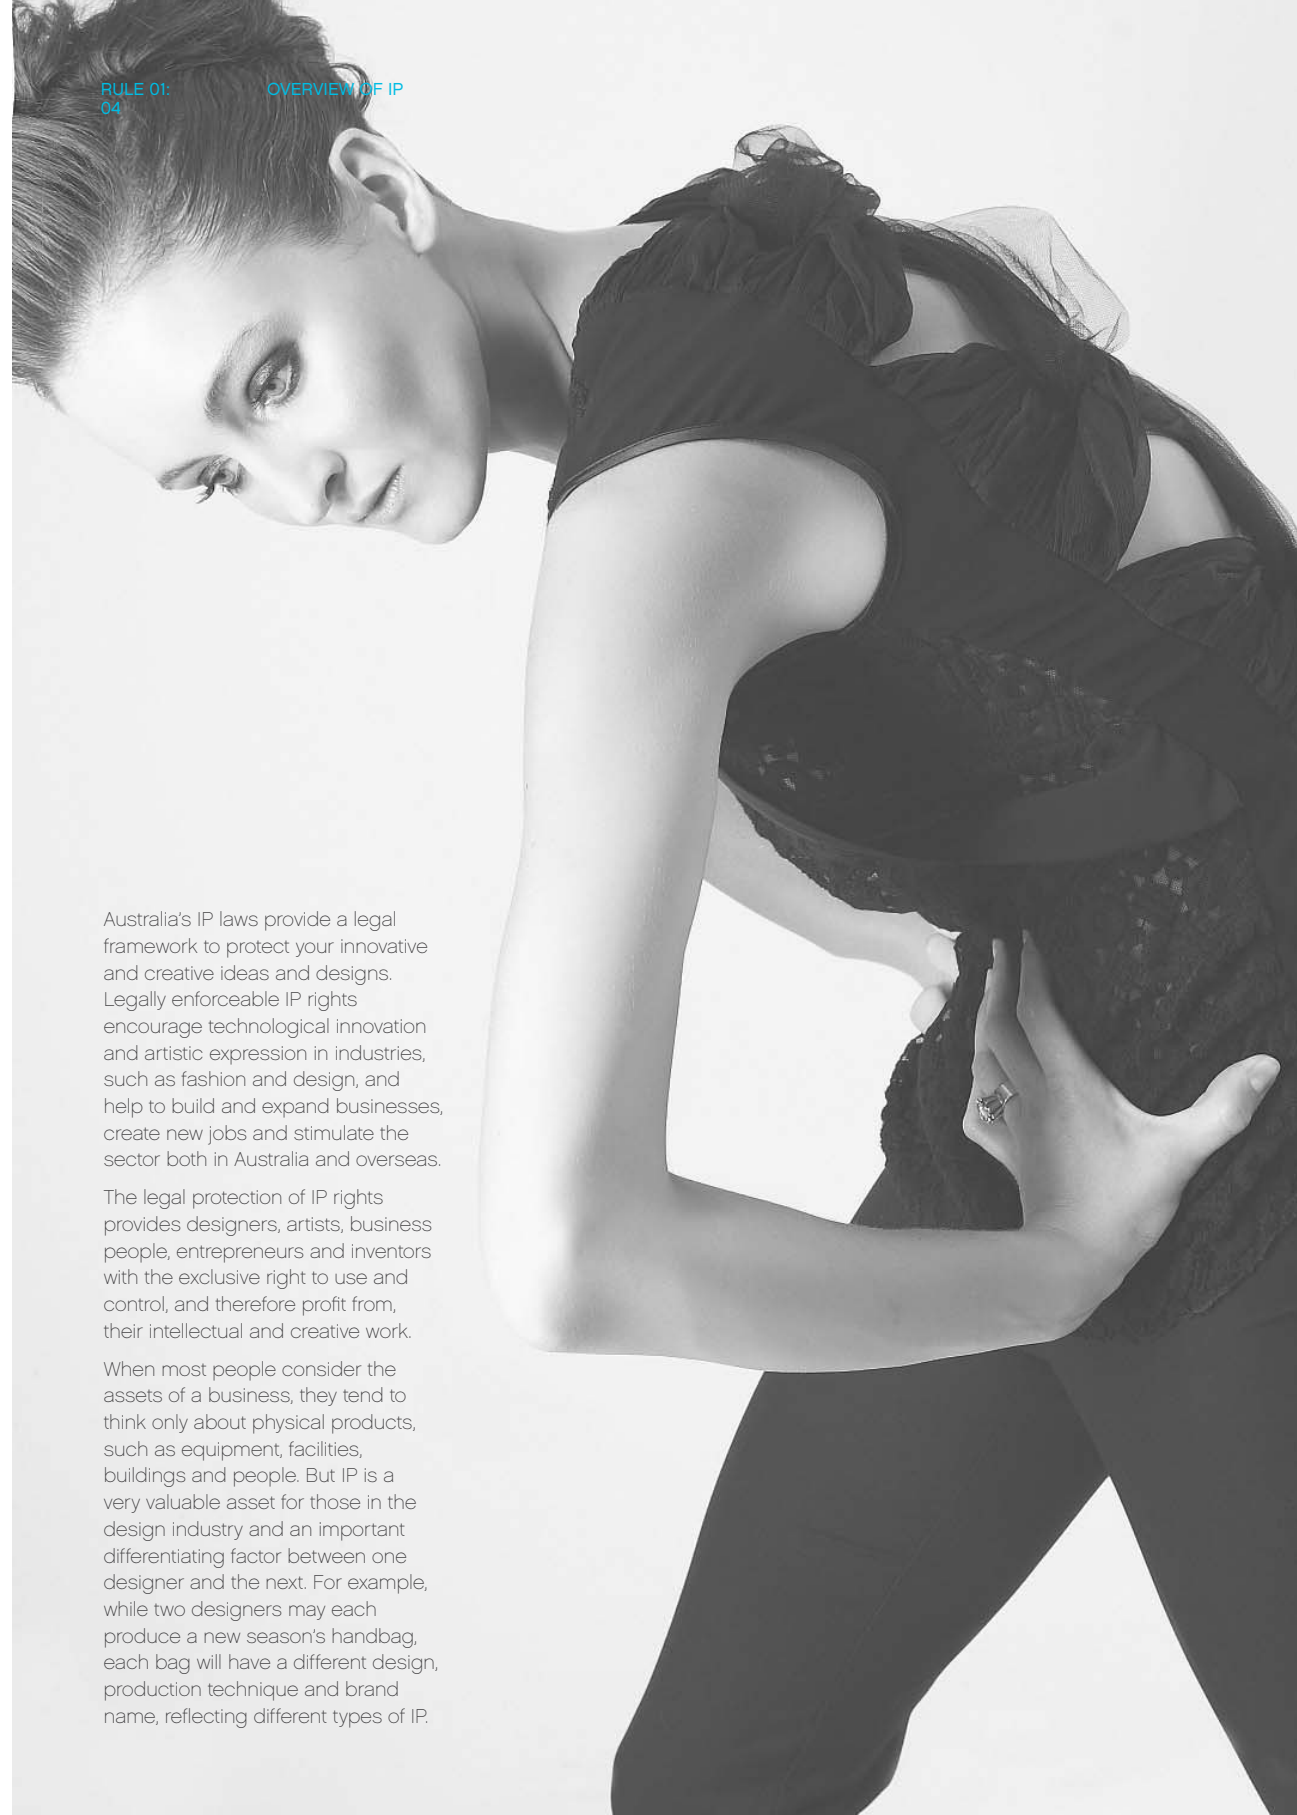 RULE 01:
OVERVIEW OF IP
04
Australia's IP laws provide a legal
framework to protect your innovative
and creative ideas and designs.
Legally enforceable IP rights
encourage technological innovation
and artistic expression in industries,
such as fashion and design, and
help to build and expand businesses,
create new jobs and stimulate the
sector both in Australia and overseas.
The legal protection of IP rights
provides designers, artists, business
people, entrepreneurs and inventors
with the exclusive right to use and
control, and therefore profit from,
their intellectual and creative work.
When most people consider the
assets of a business, they tend to
think only about physical products,
such as equipment, facilities,
buildings and people. But IP is a
very valuable asset for those in the
design industry and an important
differentiating factor between one
designer and the next. For example,
while two designers may each
produce a new season's handbag,
each bag will have a different design,
production technique and brand
name, reflecting different types of IP.